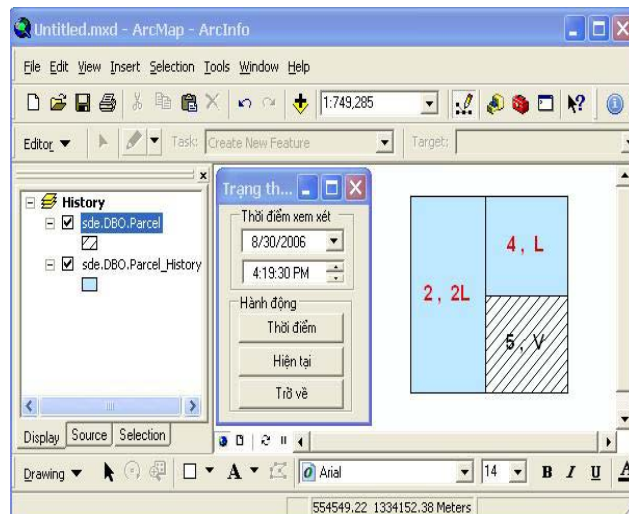 Untitled.mxd - ArcMap - ArcInfo
File Edit View Insert Selection Tools Window Help
1:749,285
Editor Task: Create New Feature Target:
History
sde.DBO.Parcel
sde.DBO.Parcel_History
Display Source Selection
Trạng th...
Thời điểm xem xét
8/30/2006
4:19:30 PM
Hành động
Thời điểm
Hiện tại
Trở về
4 , L
2 , 2L
5 , V
Drawing A Arial 14 B I U A
554549.22 1334152.38 Meters